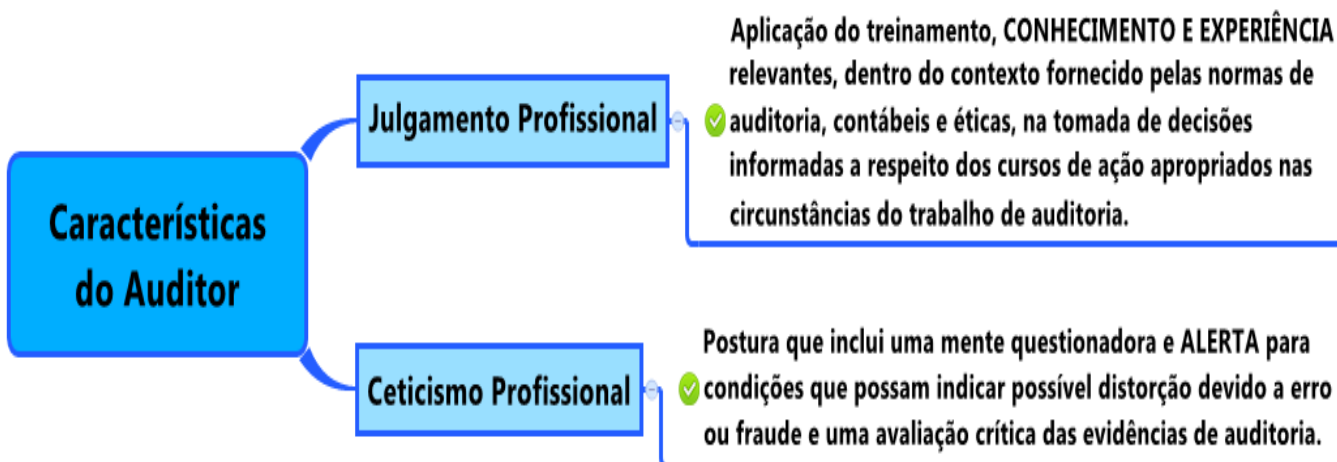 Características
do Auditor
Julgamento Profissional
Aplicação do treinamento, CONHECIMENTO E EXPERIÊNCIA
relevantes, dentro do contexto fornecido pelas normas de
auditoria, contábeis e éticas, na tomada de decisões
informadas a respeito dos cursos de ação apropriados nas
circunstâncias do trabalho de auditoria.
Ceticismo Profissional
Postura que inclui uma mente questionadora e ALERTA para
condições que possam indicar possível distorção devido a erro
ou fraude e uma avaliação crítica das evidências de auditoria.